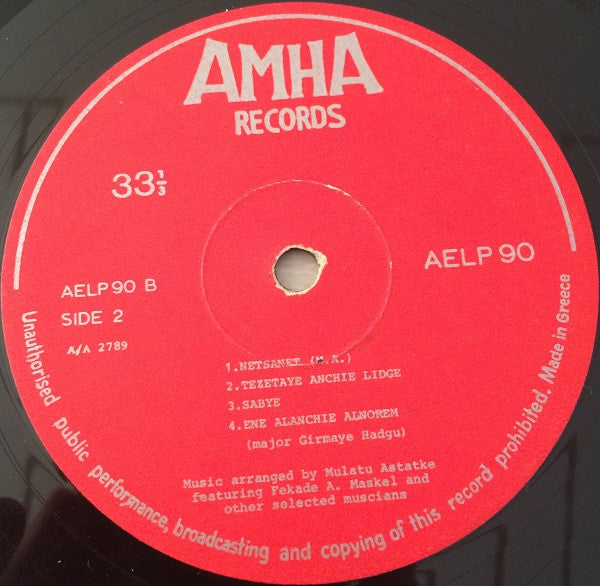 AMHA
RECORDS
33⅓
AELP 90
AELP 90 B
SIDE 2
A/A 2789
1.NETSANET (M.A.)
2.TEZETAYE ANCHIE LIDGE
3.SABYE
4.ENE ALANCHIE ALNOREM
(major Girmaye Hadgu)
Music arranged by Mulatu Astatke
featuring Fekade A. Maskel and
other selected muscians
Unauthorised public performance, broadcasting and copying of this record prohibited. Made in Greece